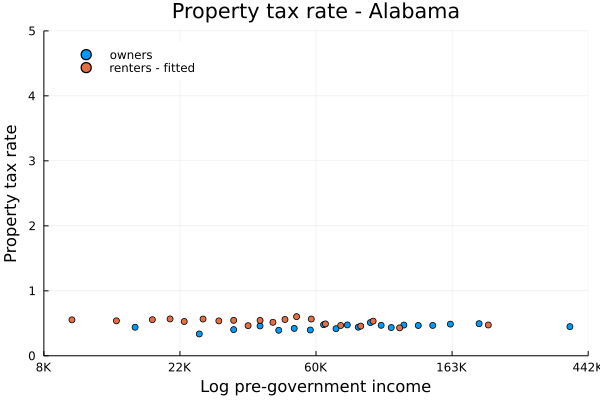 Property tax rate - Alabama
5
owners
renters - fitted
4
3
2
1
0
Property tax rate
8K 22K 60K 163K 442K
Log pre-government income